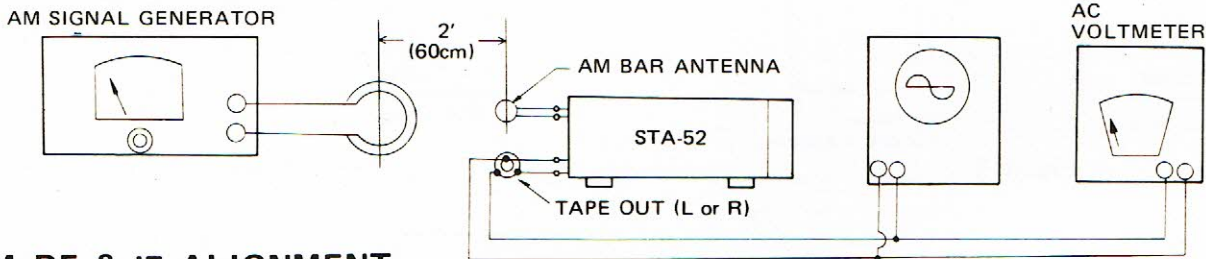 AM SIGNAL GENERATOR
2'
(60cm)
AM BAR ANTENNA
STA-52
TAPE OUT (L or R)
AC
VOLTMETER
& ALIGNMENT